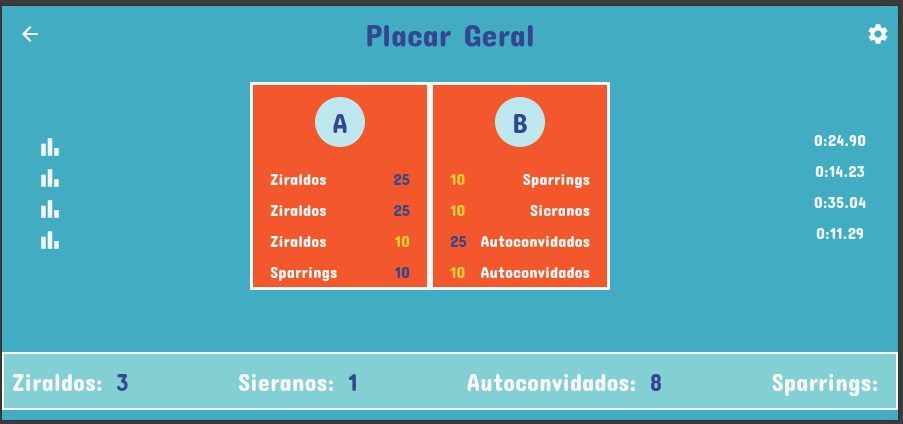 Placar Geral
A B
Ziraldos 25 10 Sparrings 0:24.90
Ziraldos 25 10 Sicranos 0:14.23
Ziraldos 10 25 Autoconvidados 0:35.04
Sparrings 10 10 Autoconvidados 0:11.29
Ziraldos: 3 Sieranos: 1 Autoconvidados: 8 Sparrings: